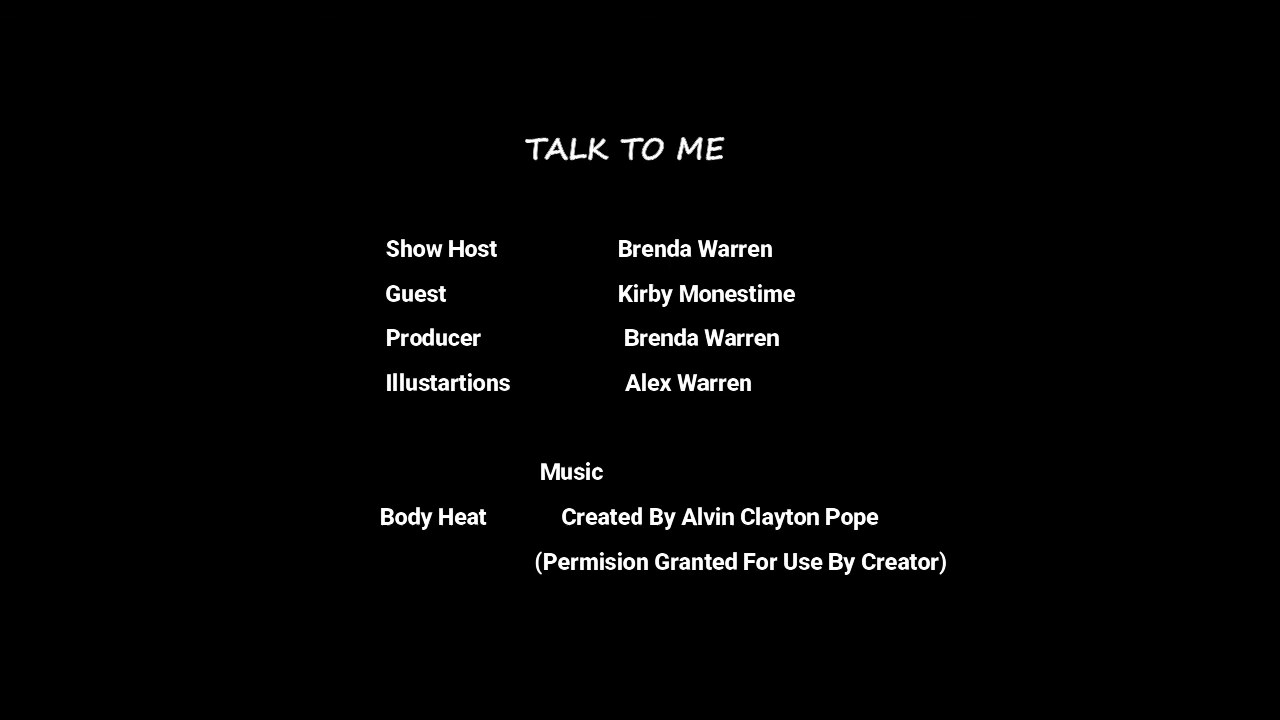 TALK TO ME
Show Host Brenda Warren
Guest Kirby Monestime
Producer Brenda Warren
Illustartions Alex Warren
Music
Body Heat Created By Alvin Clayton Pope
(Permision Granted For Use By Creator)